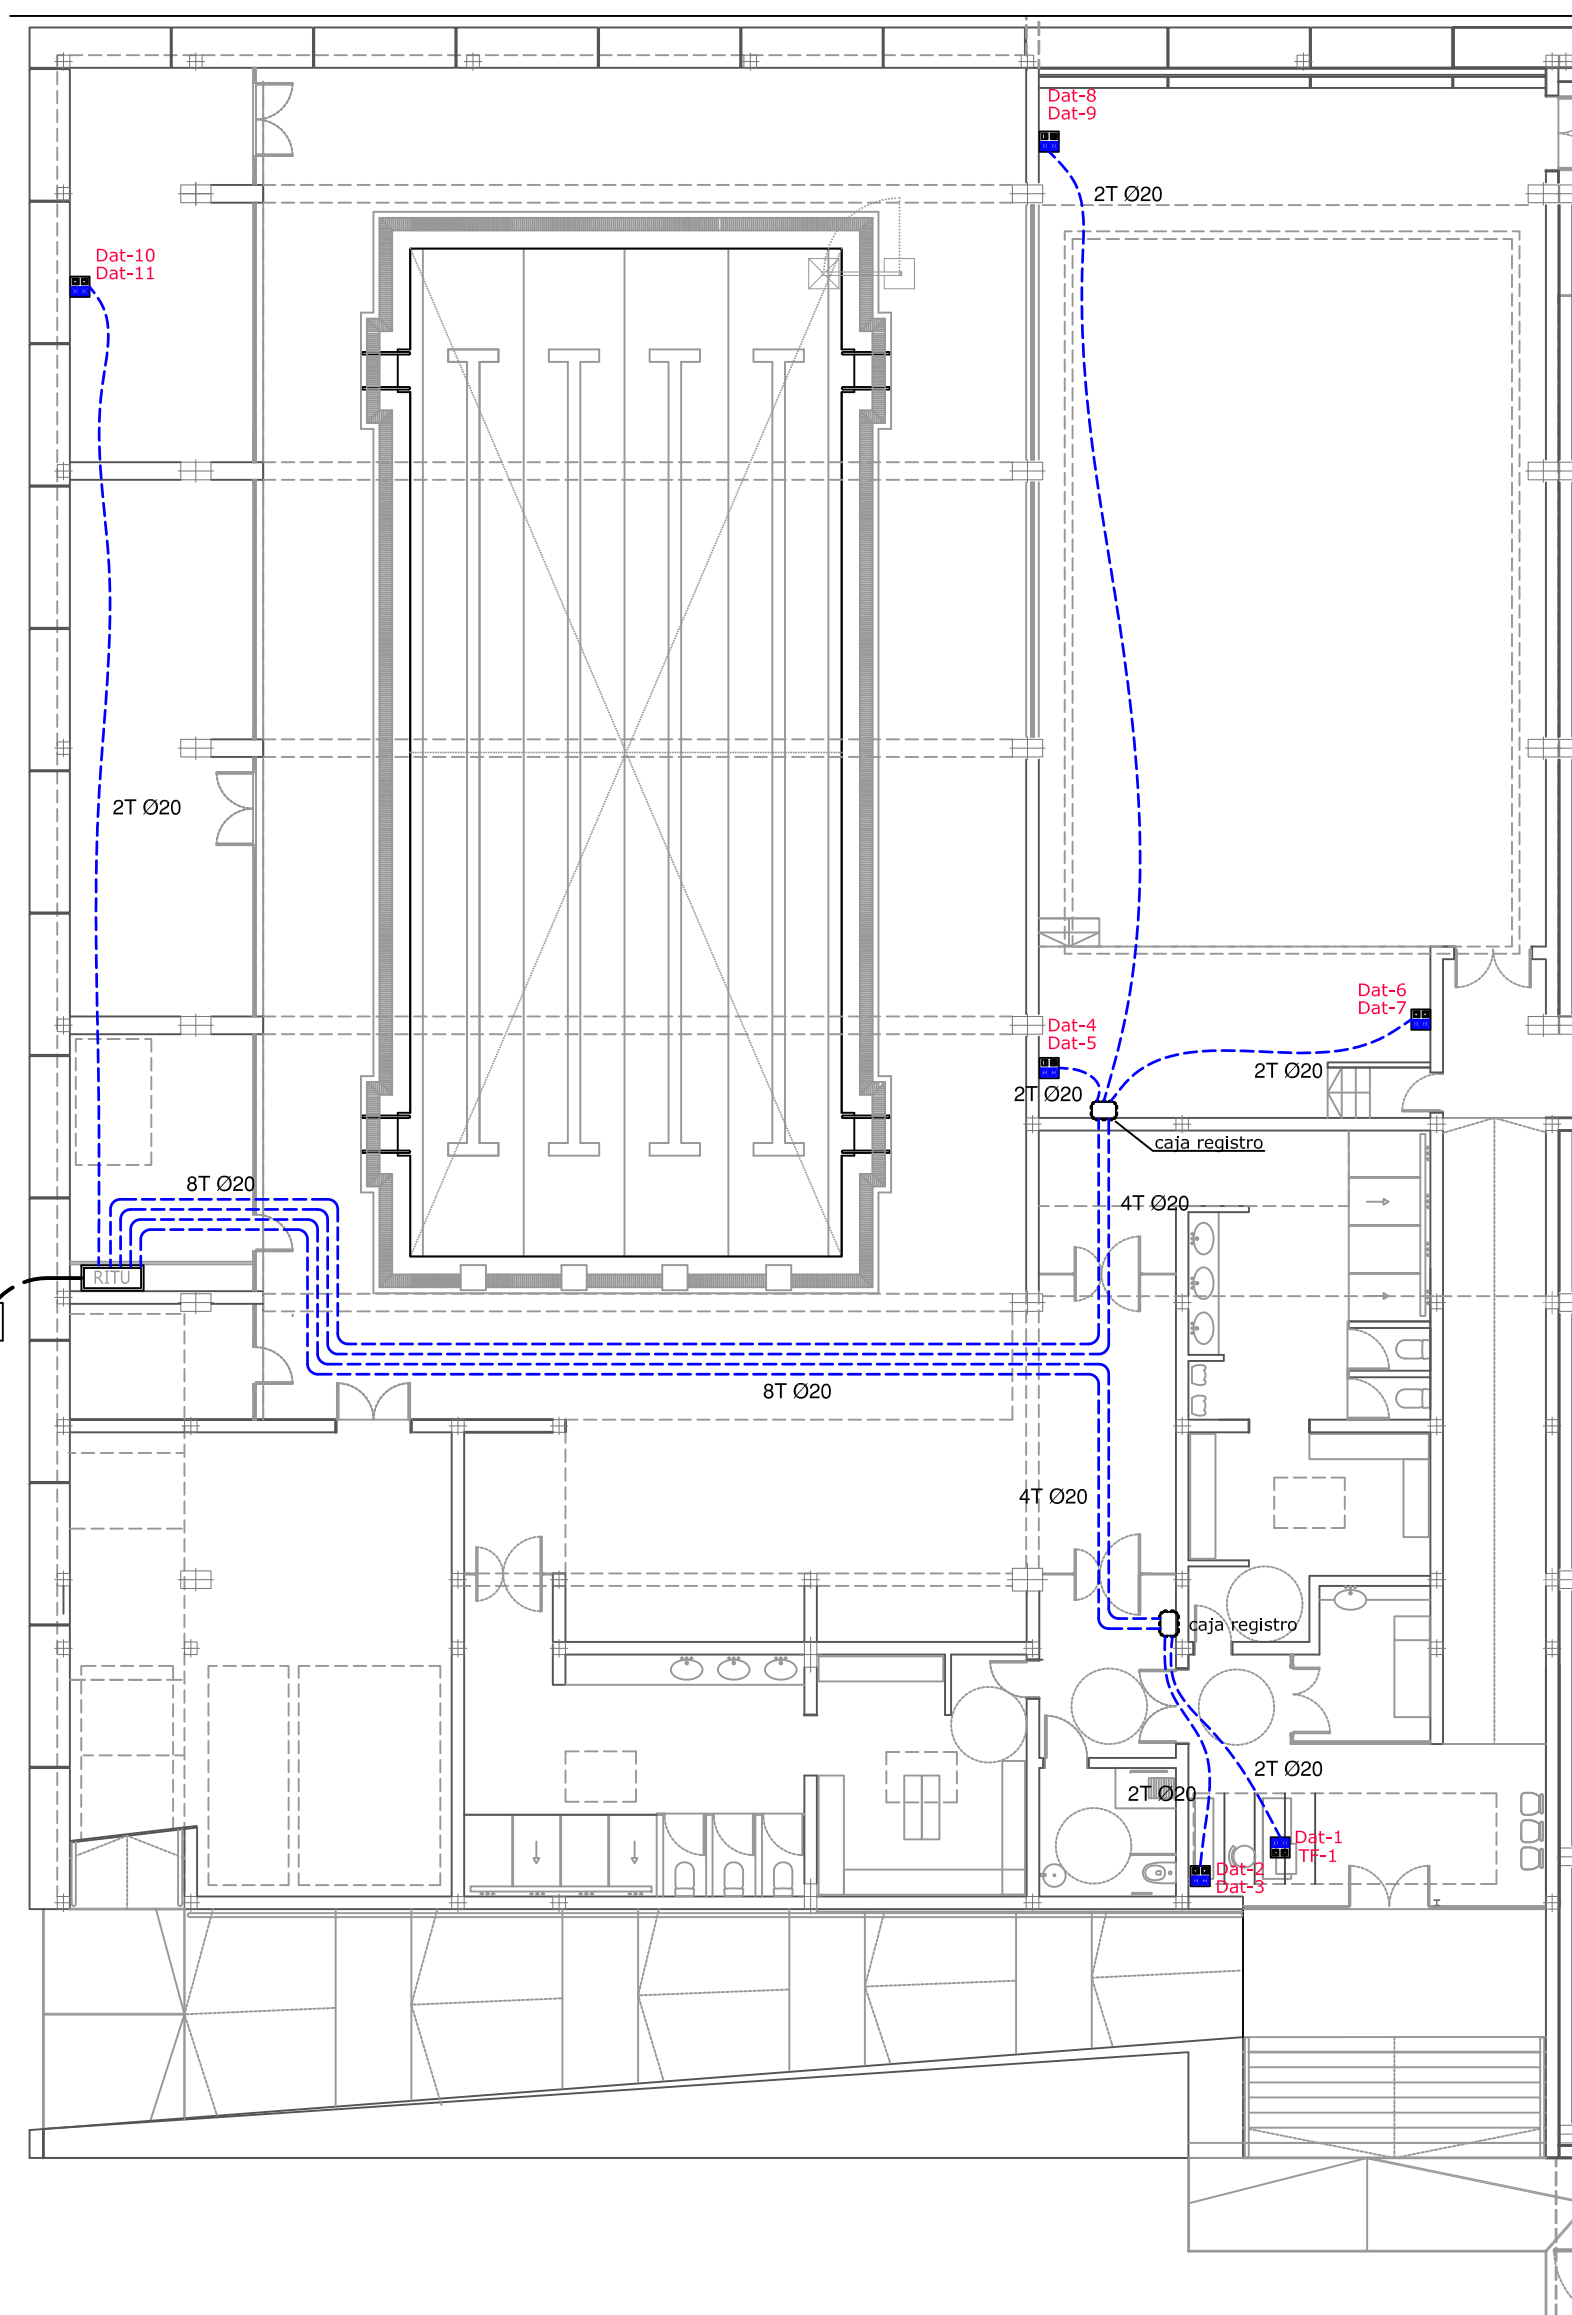 Dat-8
Dat-9
2T Ø20
Dat-10
Dat-11
2T Ø20
Dat-6
Dat-7
Dat-4
Dat-5
2T Ø20
2T Ø20
caja registro
8T Ø20
4T Ø20
RITU
8T Ø20
4T Ø20
caja registro
2T Ø20
2T Ø20
Dat-1
TF-1
Dat-2
Dat-3